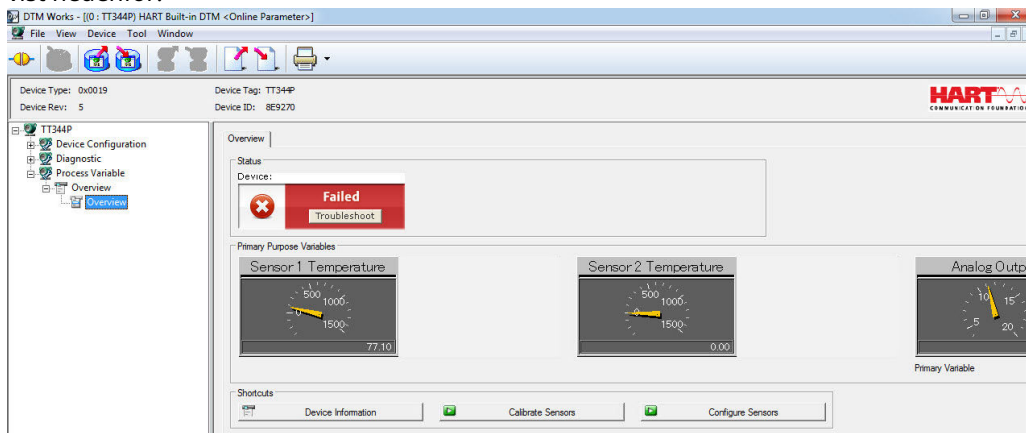 DTM Works - [(0 : TT344P) HART Built-in DTM <Online Parameter>]
File View Device Tool Window
Device Type: 0x0019
Device Tag: TT344P
Device Rev: 5
Device ID: 8E9270
HART
COMMUNICATION FOUNDATIO
TT344P
Device Configuration
Diagnostic
Process Variable
Overview
Overview
Overview
Status
Device:
Failed
Troubleshoot
Primary Purpose Variables
Sensor 1 Temperature
0 500 1000 1500
77.10
Sensor 2 Temperature
0 500 1000 1500
0.00
Analog Outp
5 10 15 20
Primary Variable
Shortcuts
Device Information
Calibrate Sensors
Configure Sensors